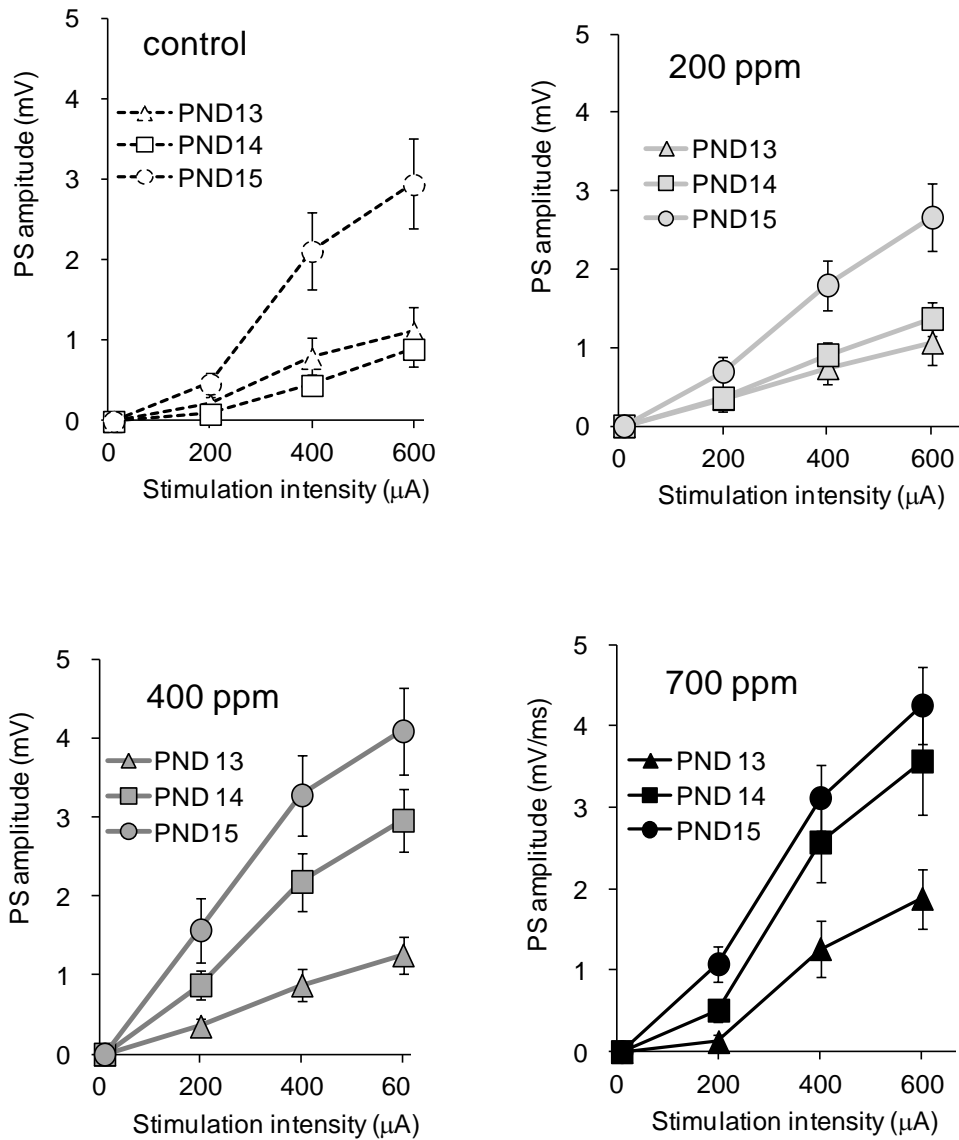 control
PS ampitude (mV)
5
4
3
2
1
0
PND13
PND14
PND15
0 200 400 600
Stimulation intensity (μA)
200 ppm
PS amplitude (mV)
5
4
3
2
1
0
PND13
PND14
PND15
0 200 400 600
Stimulation intensity (μA)
400 ppm
PS amplitude (mV)
5
4
3
2
1
0
PND 13
PND 14
PND15
0 200 400 60
Stimulation intensity (μA)
700 ppm
PS amplitude (mV/ms)
5
4
3
2
1
0
PND 13
PND 14
PND15
0 200 400 600
Stimulation intensity (μA)